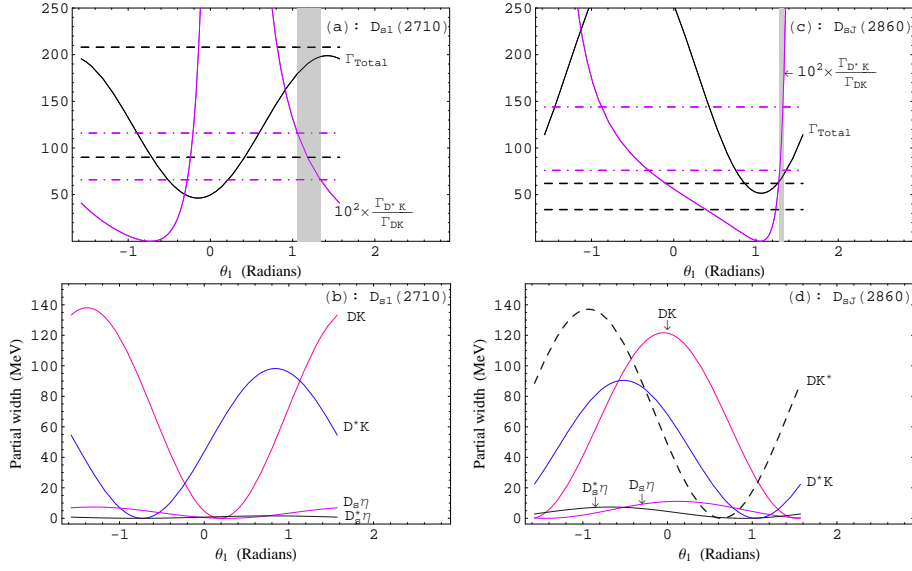 (a): Ds1(2710)
250
200
150
100
50
ΓTotal
10²×ΓD*K/ΓDK
-1 0 1 2
θ1 (Radians)
(c): DsJ(2860)
250
200
150
100
50
←10²×ΓD*K/ΓDK
ΓTotal
-1 0 1 2
θ1 (Radians)
(b): Ds1(2710)
Partial width (MeV)
140
120
100
80
60
40
20
0
DK
D*K
Dsη
Ds*η
-1 0 1 2
θ1 (Radians)
(d): DsJ(2860)
Partial width (MeV)
140
120
100
80
60
40
20
0
DK
DK*
D*K
Ds*η
Dsη
-1 0 1 2
θ1 (Radians)